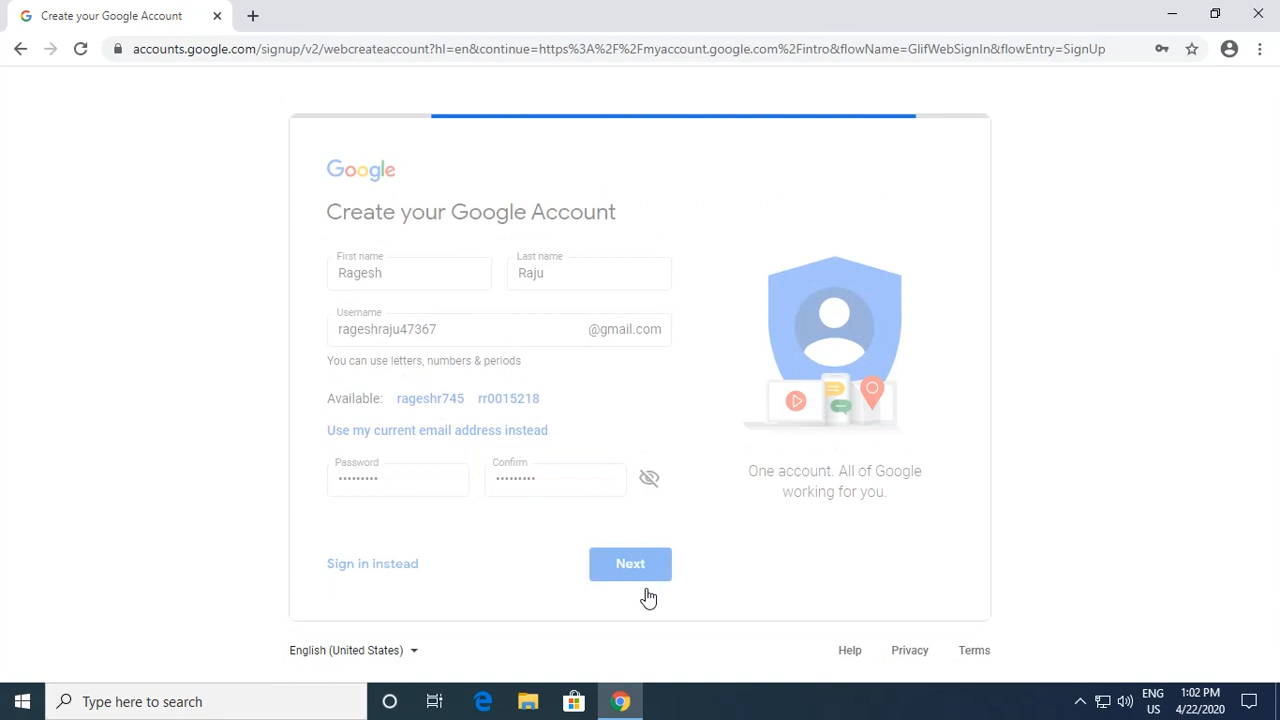 Create your Google Account
accounts.google.com/signup/v2/webcreateaccount?hl=en&continue=https%3A%2F%2Fmyaccount.google.com%2Fintro&flowName=GlifWebSignIn&flowEntry=SignUp
Google
Create your Google Account
First name
Last name
Ragesh
Raju
Username
rageshraju47367
@gmail.com
You can use letters, numbers & periods
Available: rageshr745 rr0015218
Use my current email address instead
Password
Confirm
•••••••••
•••••••••
One account. All of Google
working for you.
Sign in instead
Next
English (United States)
Help Privacy Terms
Type here to search
ENG
US
1:02 PM
4/22/2020